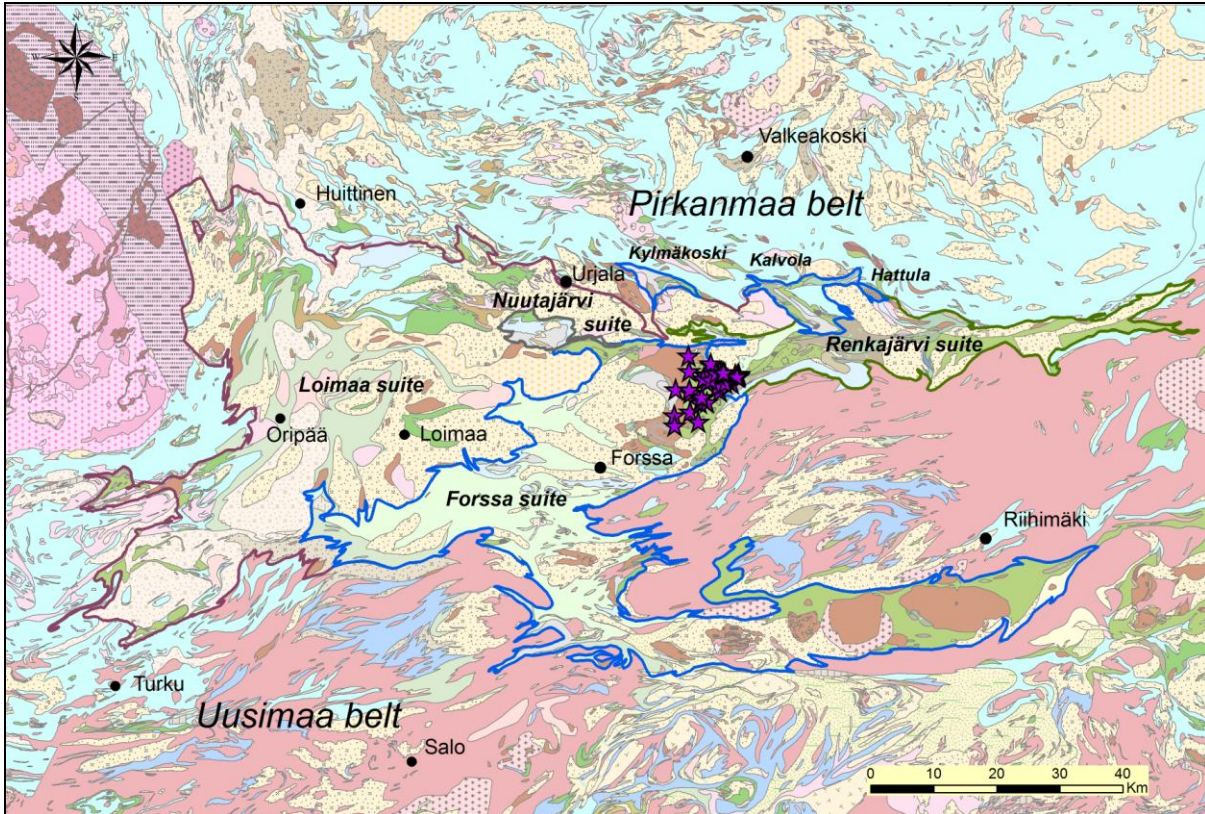 N
W
E
S
Valkeakoski
Huittinen
Pirkanmaa belt
Kylmäkoski
Kalvola
Hattula
Urjala
Nuutajärvi
suite
Renkajärvi suite
Loimaa suite
Oripää
Loimaa
Forssa
Forssa suite
Riihimäki
Turku
Uusimaa belt
Salo
0 10 20 30 40
Km